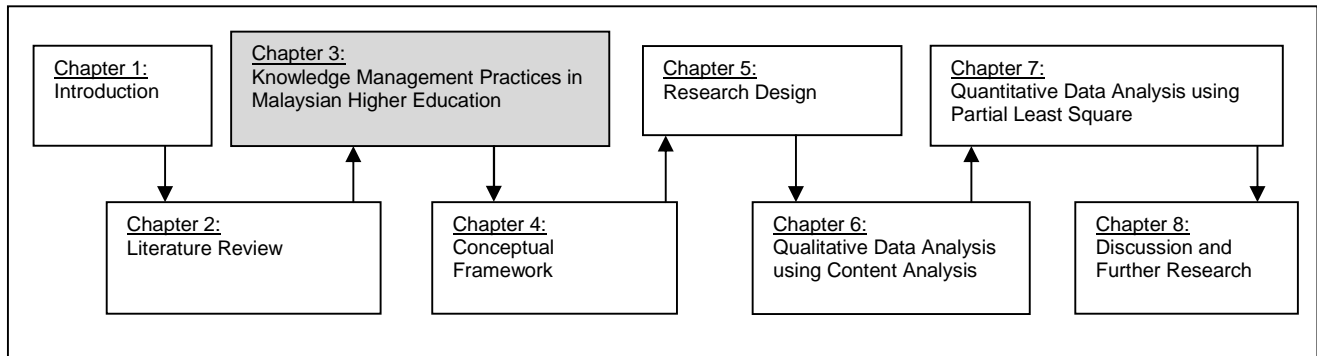 Chapter 1:
Introduction
Chapter 2:
Literature Review
Chapter 3:
Knowledge Management Practices in
Malaysian Higher Education
Chapter 4:
Conceptual
Framework
Chapter 5:
Research Design
Chapter 6:
Qualitative Data Analysis
using Content Analysis
Chapter 7:
Quantitative Data Analysis using
Partial Least Square
Chapter 8:
Discussion and
Further Research